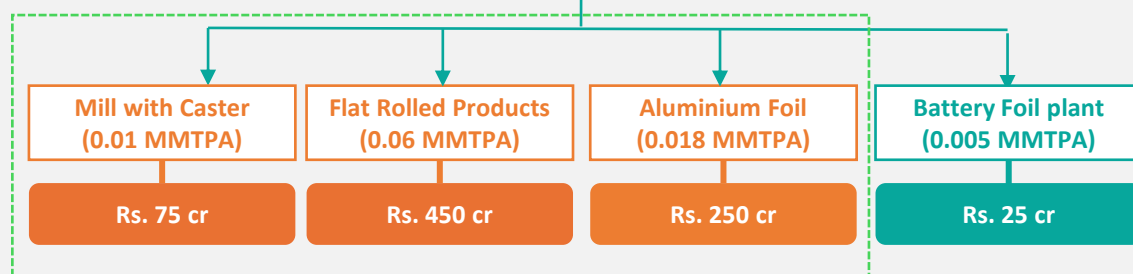 Mill with Caster
(0.01 MMTPA)
Flat Rolled Products
(0.06 MMTPA)
Aluminium Foil
(0.018 MMTPA)
Battery Foil plant
(0.005 MMTPA)
Rs. 75 cr
Rs. 450 cr
Rs. 250 cr
Rs. 25 cr